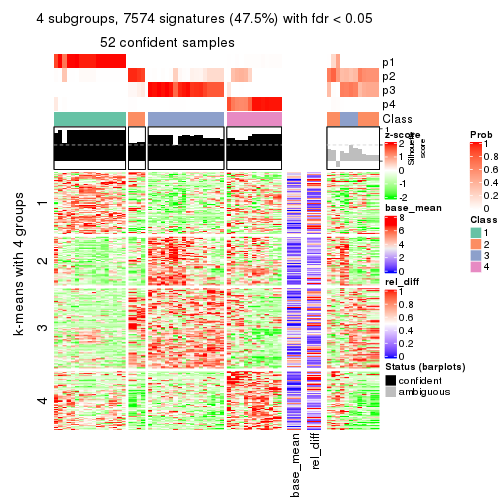 4 subgroups, 7574 signatures (47.5%) with fdr < 0.05
52 confident samples
p1
p2
p3
p4
Class
1
Silhouette
score
k-means with 4 groups
1
2
3
4
base_mean
rel_diff
z-score
2
1
0
-1
-2
base_mean
8
6
4
2
0
rel_diff
1
0.8
0.6
0.4
0.2
0
Status (barplots)
confident
ambiguous
Prob
1
0.8
0.6
0.4
0.2
0
Class
1
2
3
4